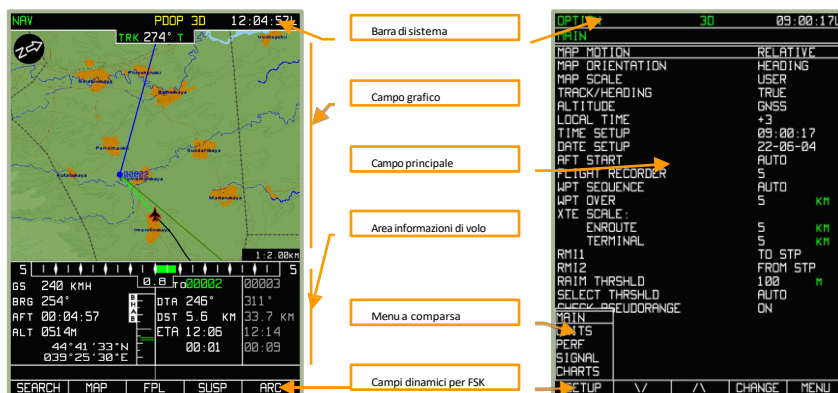 NAV PDOP 3D 12:04:57L
TRK 274° T
1:2.00KM
5 5
0.8
GS 240 KMH TO00002 00003
BRG 254° DTA 246° 311°
AFT 00:04:57 DST 5.6 KM 33.7 KM
ALT 0514M ETA 12:06 12:14
44°41'33"N 00:01 00:09
039°25'30"E
SEARCH MAP FPL SUSP ARC
Barra di sistema
Campo grafico
Campo principale
Area informazioni di volo
Menu a comparsa
Campi dinamici per FSK
3D 09:00:17L
MAIN
MAP MOTION RELATIVE
MAP ORIENTATION HEADING
MAP SCALE USER
TRACK/HEADING TRUE
ALTITUDE GNSS
LOCAL TIME +3
TIME SETUP 09:00:17
DATE SETUP 22-06-04
AFT START AUTO
FLIGHT RECORDER 5
WPT SEQUENCE AUTO
WPT OVER 5 KM
XTE SCALE:
ENROUTE 5 KM
TERMINAL 5 KM
RMI1 TO STP
RMI2 FROM STP
RAIM THRSHLD 100 M
SELECT THRSHLD AUTO
CHECK PSEUDORANGE ON
MAIN
UNITS
PERF
SIGNAL
CHARTS
SETUP \/ /\ CHANGE MENU